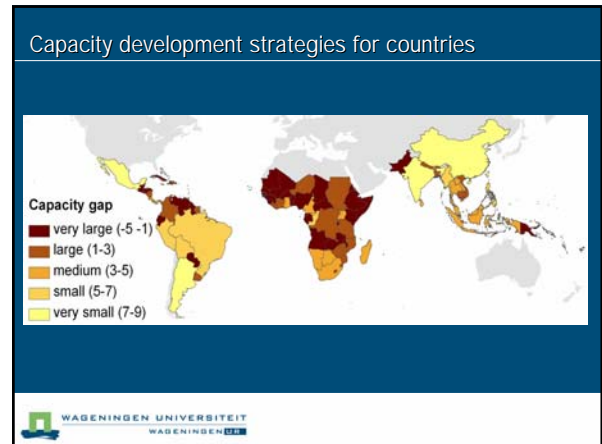 Capacity development strategies for countries
Capacity gap
very large (-5 -1)
large (1-3)
medium (3-5)
small (5-7)
very small (7-9)
WAGENINGEN UNIVERSITEIT
WAGENINGEN UR